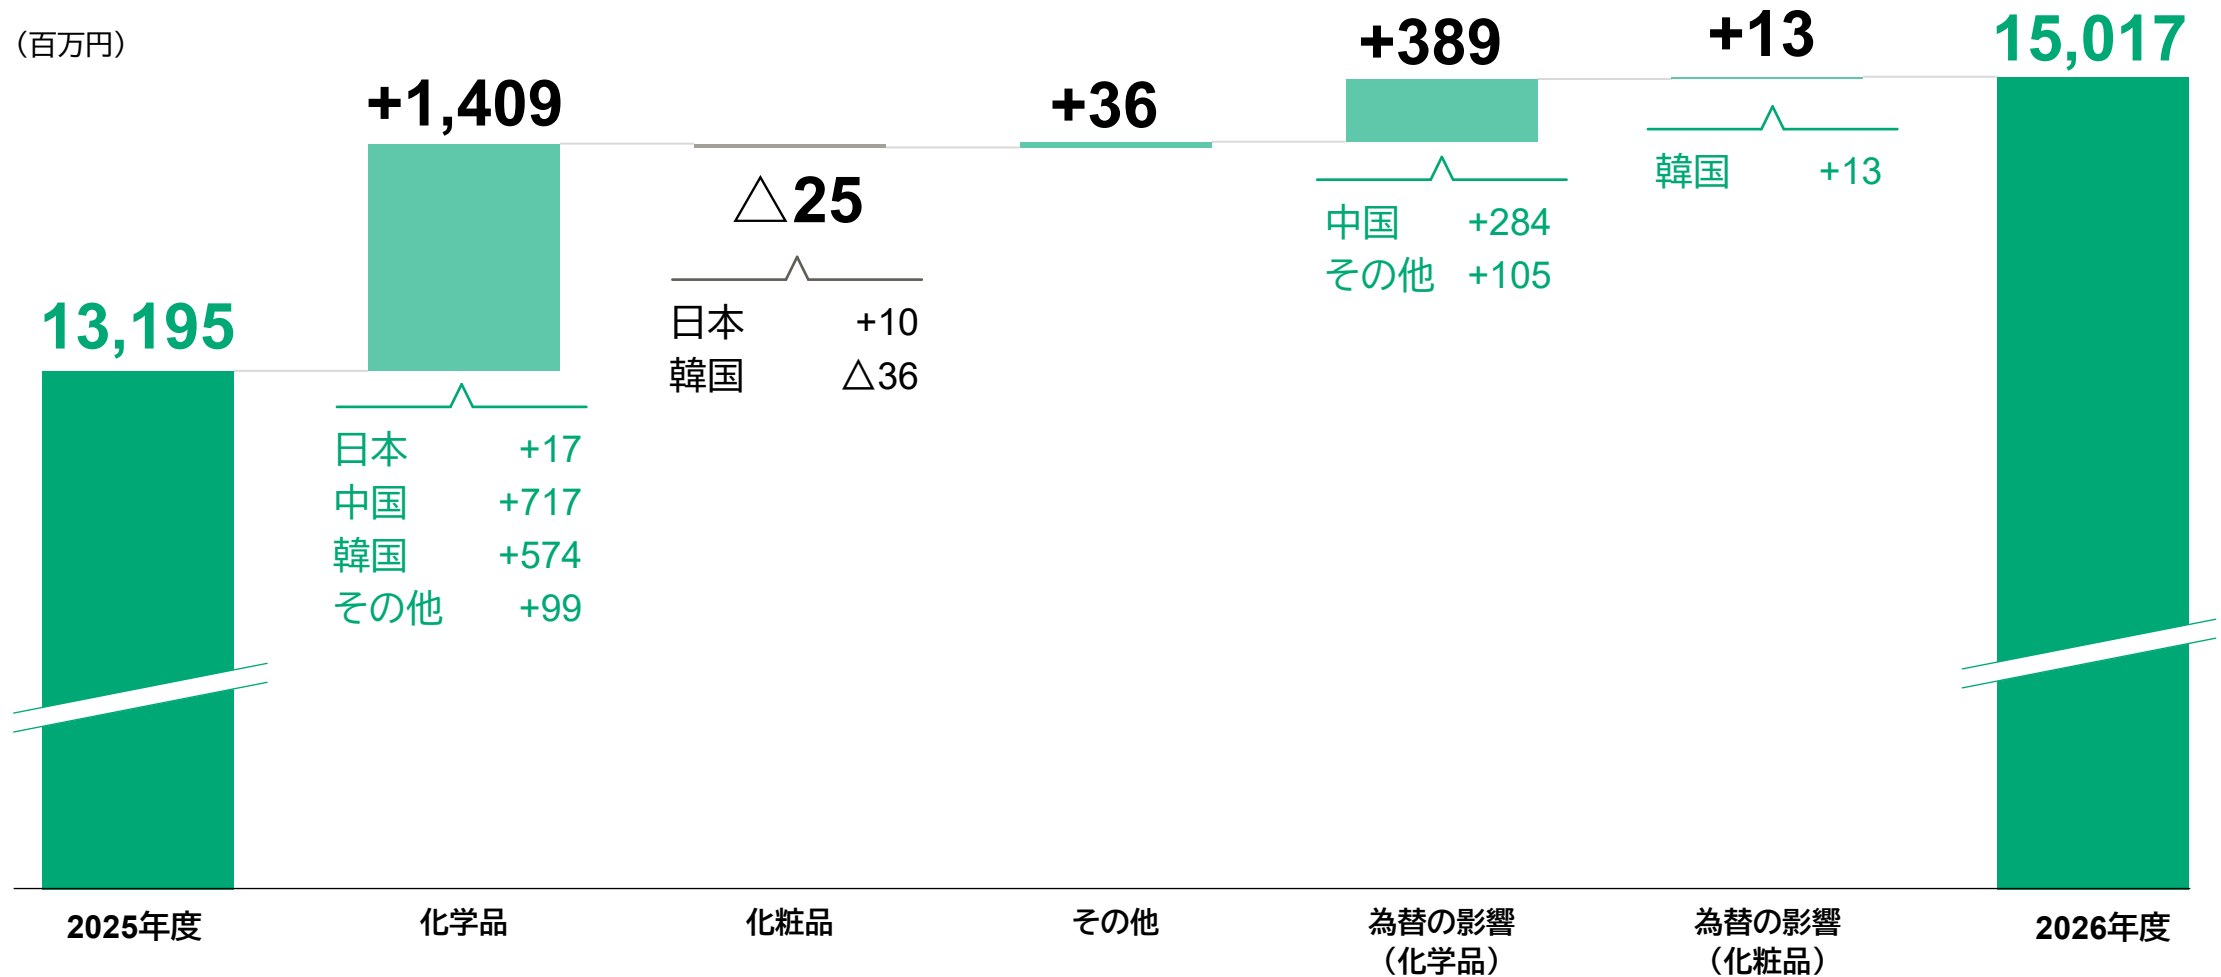 （百万円）
13,195
+1,409
日本 +17
中国 +717
韓国 +574
その他 +99
△25
日本 +10
韓国 △36
+36
+389
中国 +284
その他 +105
+13
韓国 +13
15,017
2025年度
化学品
化粧品
その他
為替の影響
（化学品）
為替の影響
（化粧品）
2026年度